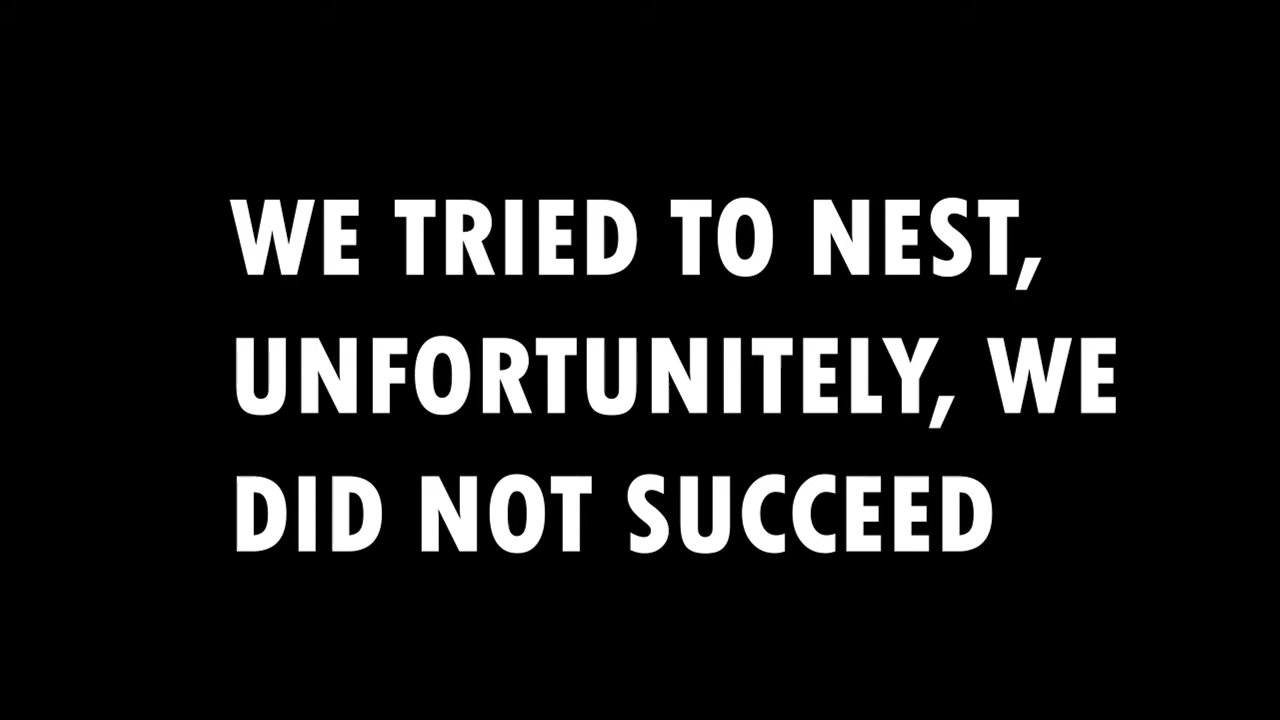 WE TRIED TO NEST,
UNFORTUNITELY, WE
DID NOT SUCCEED